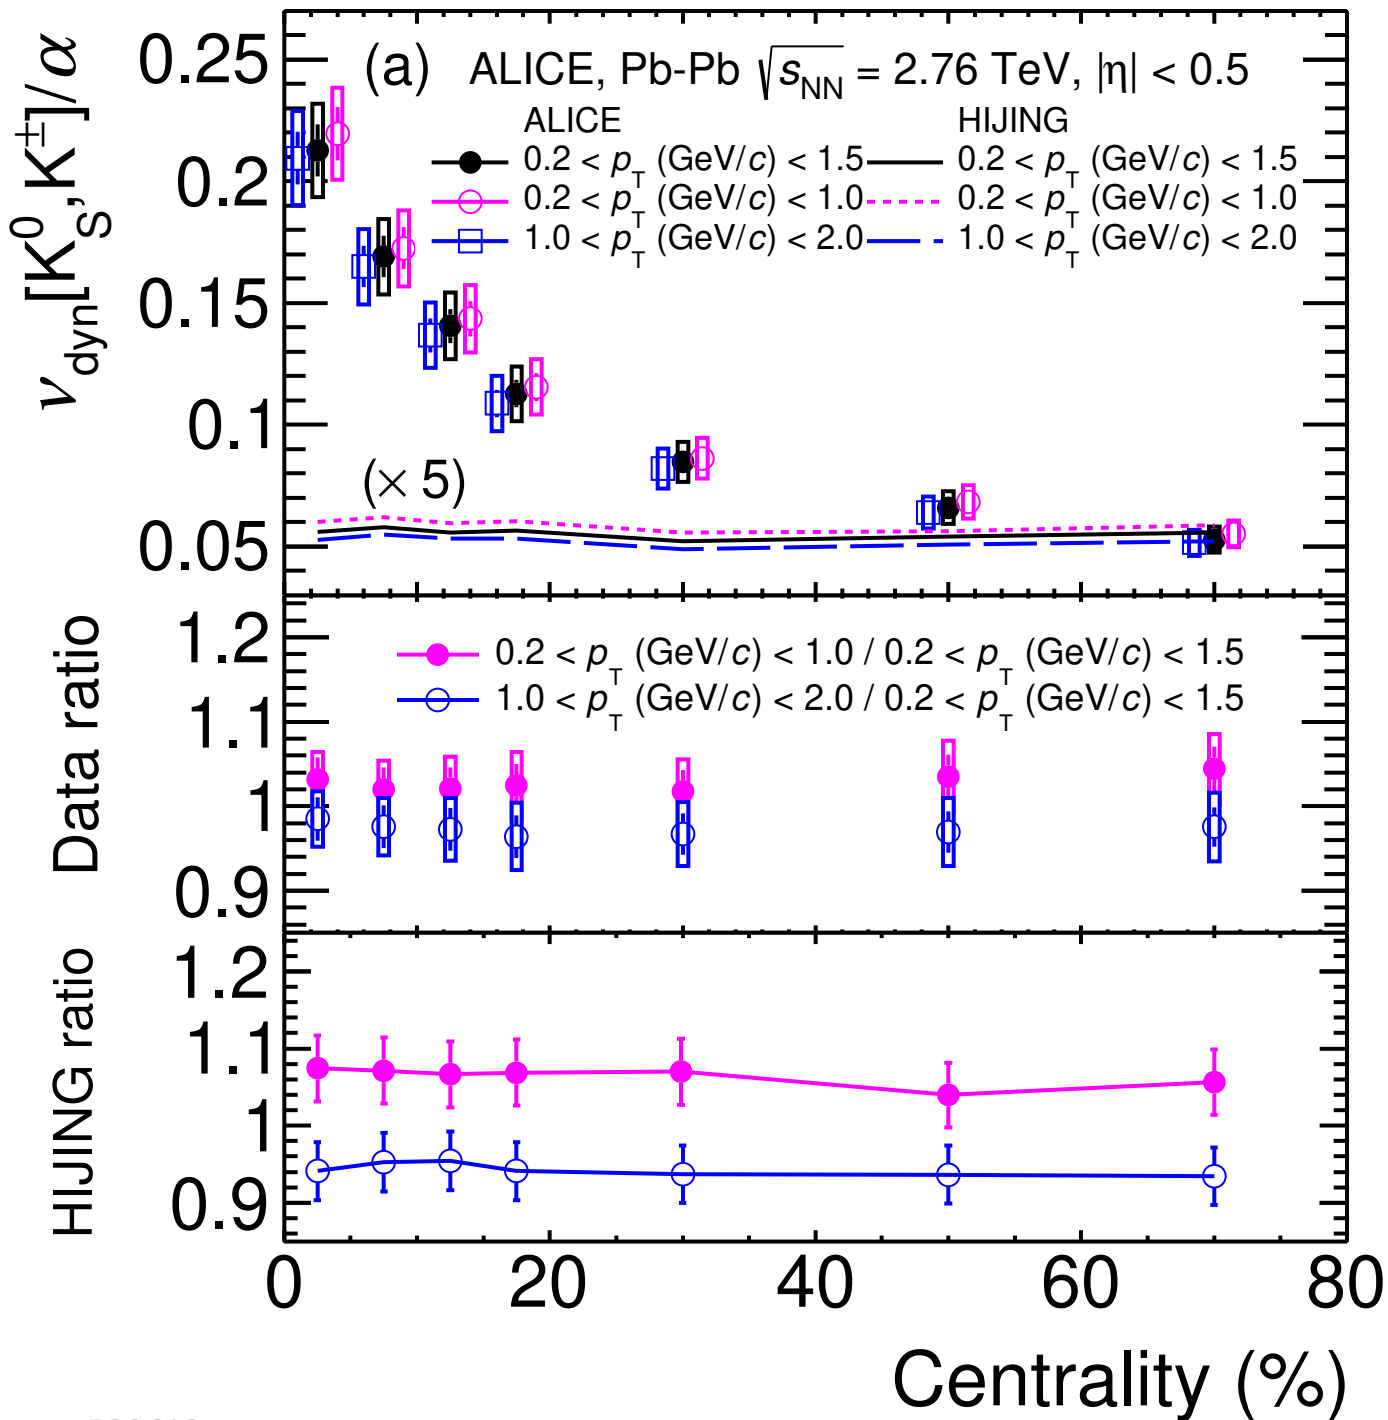 (a) ALICE, Pb-Pb √s_NN = 2.76 TeV, |η| < 0.5
ALICE HIJING
0.2 < p_T (GeV/c) < 1.5 0.2 < p_T (GeV/c) < 1.5
0.2 < p_T (GeV/c) < 1.0 0.2 < p_T (GeV/c) < 1.0
1.0 < p_T (GeV/c) < 2.0 1.0 < p_T (GeV/c) < 2.0
ν_dyn[K^0_S,K^±]/α
0.25
0.2
0.15
0.1
0.05
(× 5)
Data ratio
0.2 < p_T (GeV/c) < 1.0 / 0.2 < p_T (GeV/c) < 1.5
1.0 < p_T (GeV/c) < 2.0 / 0.2 < p_T (GeV/c) < 1.5
1.2
1.1
1
0.9
HIJING ratio
1.2
1.1
1
0.9
0 20 40 60 80
Centrality (%)